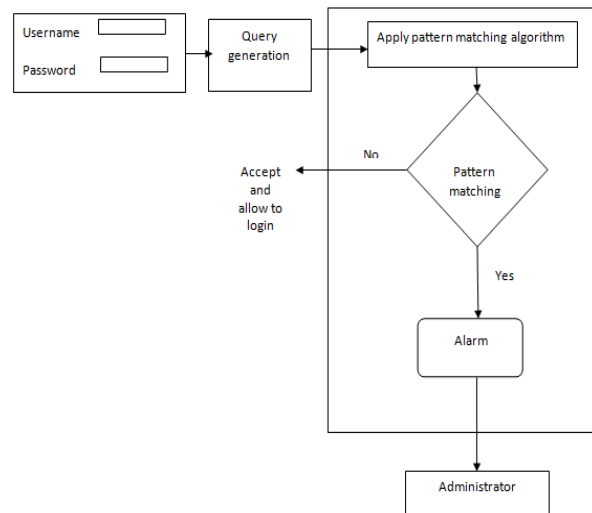 Username
Password
Query
generation
Apply pattern matching algorithm
No
Accept
and
allow to
login
Pattern
matching
Yes
Alarm
Administrator